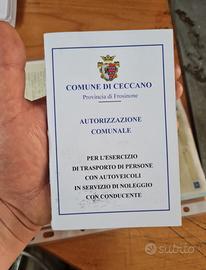 COMUNE DI CECCANO
Provincia di Frosinone
AUTORIZZAZIONE
COMUNALE
PER L'ESERCIZIO
DI TRASPORTO DI PERSONE
CON AUTOVEICOLI
IN SERVIZIO DI NOLEGGIO
CON CONDUCENTE
subito